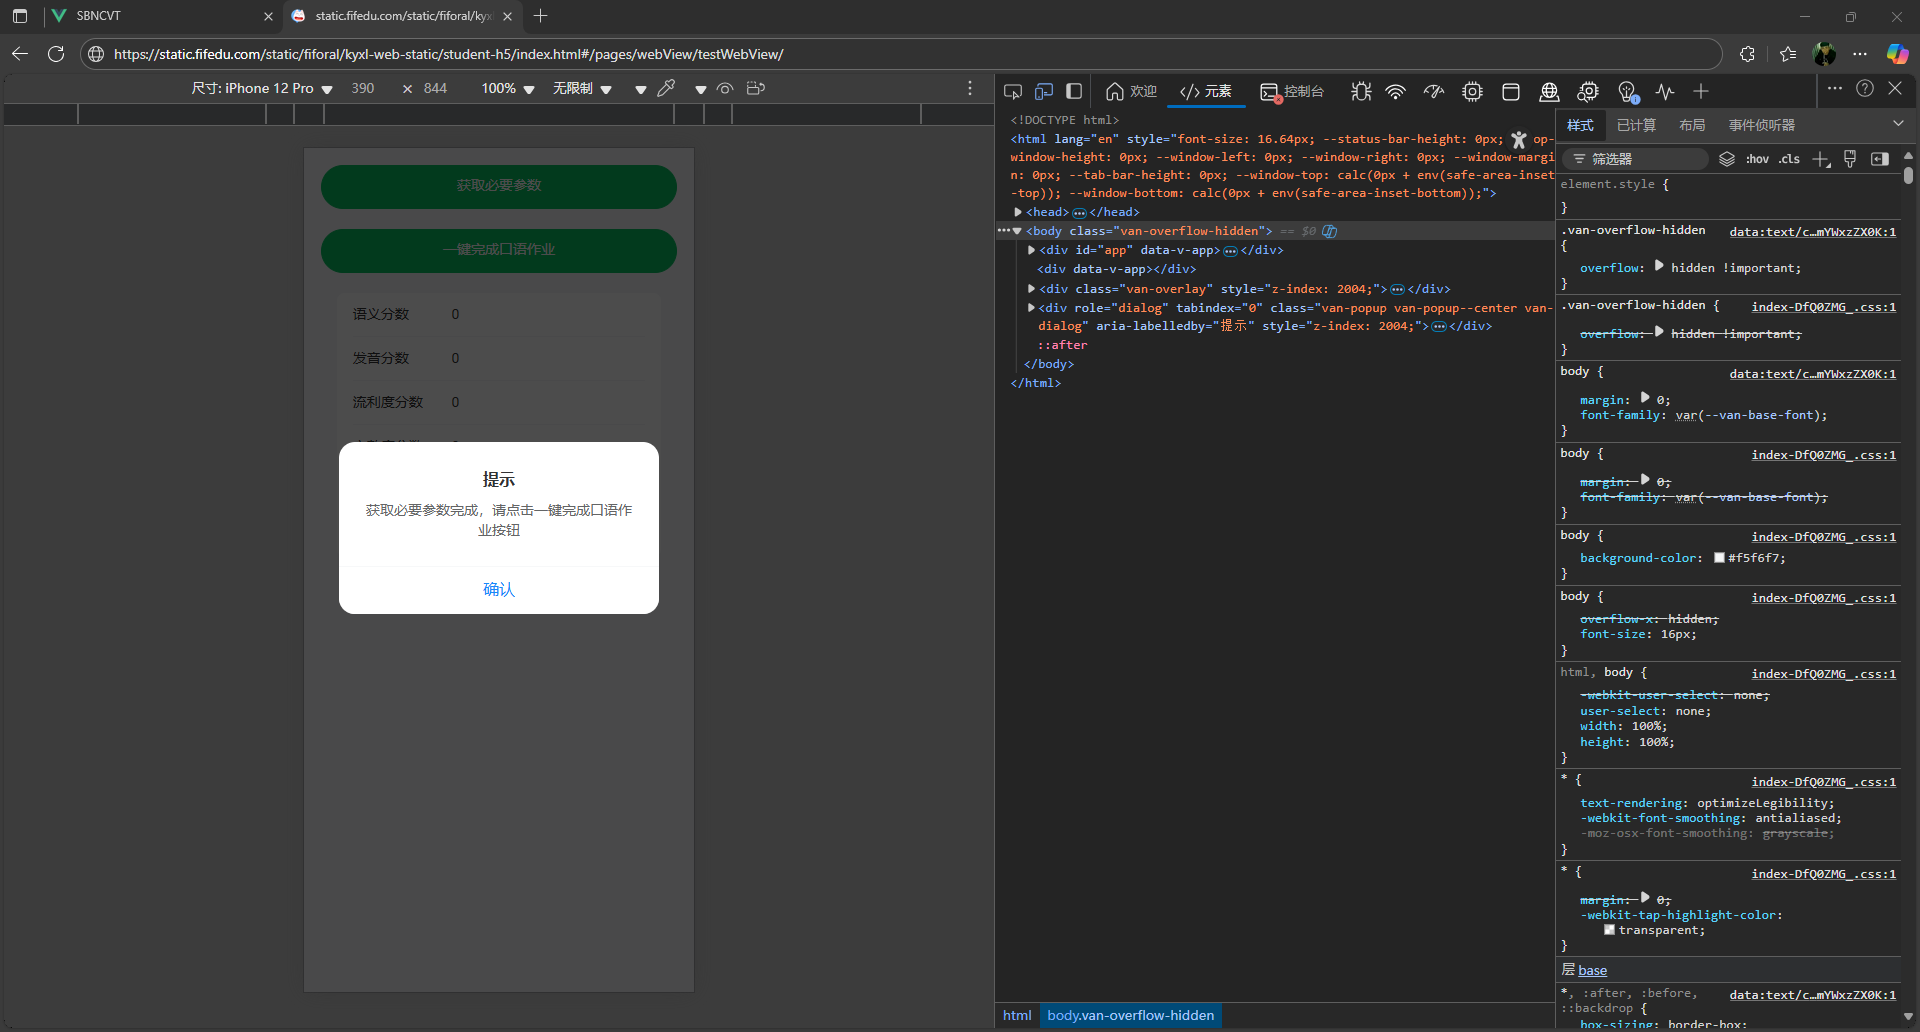 SBNCVT
static.fifedu.com/static/fiforal/kyx
https://static.fifedu.com/static/fiforal/kyxl-web-static/student-h5/index.html#/pages/webView/testWebView/
尺寸: iPhone 12 Pro
390
×
844
100%
无限制
获取必要参数
一键完成口语作业
语义分数 0
发音分数 0
流利度分数 0
提示
获取必要参数完成，请点击一键完成口语作
业按钮
确认
欢迎
元素
控制台
<!DOCTYPE html>
<html lang="en" style="font-size: 16.64px; --status-bar-height: 0px; op-
window-height: 0px; --window-left: 0px; --window-right: 0px; --window-margi
n: 0px; --tab-bar-height: 0px; --window-top: calc(0px + env(safe-area-inset
-top)); --window-bottom: calc(0px + env(safe-area-inset-bottom));">
<head>…</head>
<body class="van-overflow-hidden"> == $0
<div id="app" data-v-app>…</div>
<div data-v-app></div>
<div class="van-overlay" style="z-index: 2004;">…</div>
<div role="dialog" tabindex="0" class="van-popup van-popup--center van-
dialog" aria-labelledby="提示" style="z-index: 2004;">…</div>
::after
</body>
</html>
html
body.van-overflow-hidden
样式
已计算
布局
事件侦听器
筛选器
:hov
.cls
element.style {
}
.van-overflow-hidden data:text/c…mYWxzZX0K:1
{
overflow: hidden !important;
}
.van-overflow-hidden { index-DfQ0ZMG_.css:1
overflow: hidden !important;
}
body { data:text/c…mYWxzZX0K:1
margin: 0;
font-family: var(--van-base-font);
}
body { index-DfQ0ZMG_.css:1
margin: 0;
font-family: var(--van-base-font);
}
body { index-DfQ0ZMG_.css:1
background-color: #f5f6f7;
}
body { index-DfQ0ZMG_.css:1
overflow-x: hidden;
font-size: 16px;
}
html, body { index-DfQ0ZMG_.css:1
-webkit-user-select: none;
user-select: none;
width: 100%;
height: 100%;
}
* { index-DfQ0ZMG_.css:1
text-rendering: optimizeLegibility;
-webkit-font-smoothing: antialiased;
-moz-osx-font-smoothing: grayscale;
}
* { index-DfQ0ZMG_.css:1
margin: 0;
-webkit-tap-highlight-color:
transparent;
}
层 base
*, :after, :before, data:text/c…mYWxzZX0K:1
::backdrop {
box-sizing: border-box;